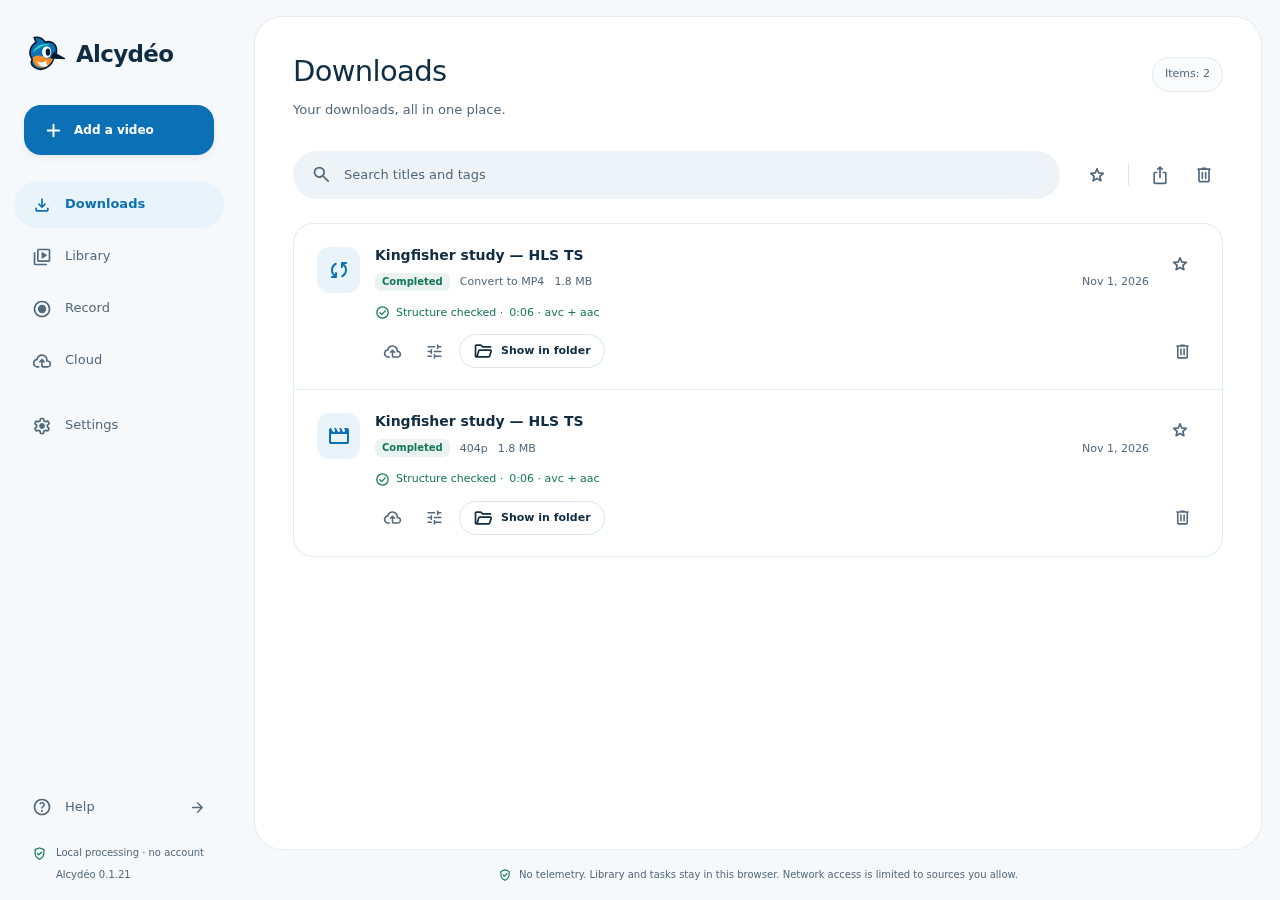 Alcydéo
Add a video
Downloads
Library
Record
Cloud
Settings
Help
Local processing · no account
Alcydéo 0.1.21
Downloads
Items: 2
Your downloads, all in one place.
Search titles and tags
Kingfisher study — HLS TS
Completed Convert to MP4 1.8 MB Nov 1, 2026
Structure checked · 0:06 · avc + aac
Show in folder
Kingfisher study — HLS TS
Completed 404p 1.8 MB Nov 1, 2026
Structure checked · 0:06 · avc + aac
Show in folder
No telemetry. Library and tasks stay in this browser. Network access is limited to sources you allow.